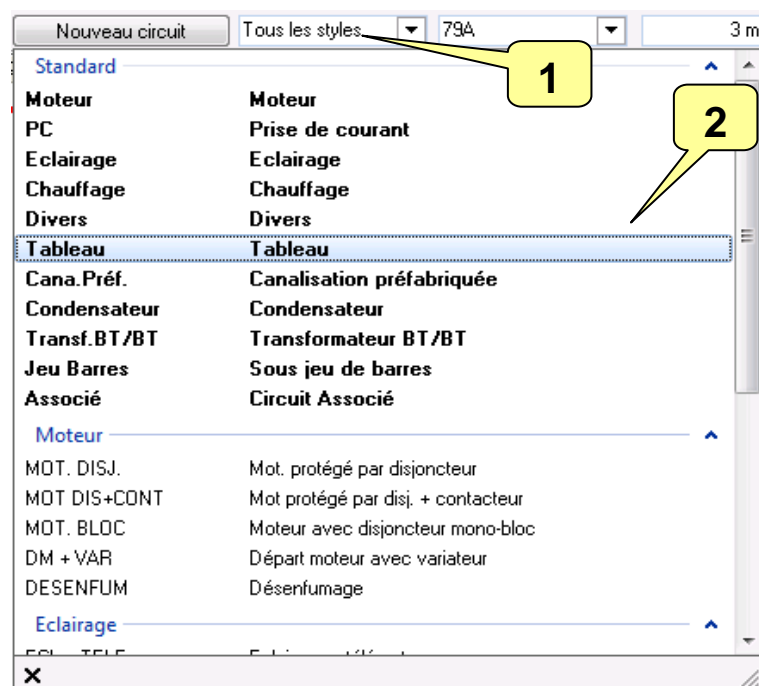 Nouveau circuit Tous les styles 79A 3 m
1
Standard
2
Moteur Moteur
PC Prise de courant
Eclairage Eclairage
Chauffage Chauffage
Divers Divers
Tableau Tableau
Cana.Préf. Canalisation préfabriquée
Condensateur Condensateur
Transf.BT/BT Transformateur BT/BT
Jeu Barres Sous jeu de barres
Associé Circuit Associé
Moteur
MOT. DISJ. Mot. protégé par disjoncteur
MOT DIS+CONT Mot protégé par disj. + contacteur
MOT. BLOC Moteur avec disjoncteur mono-bloc
DM + VAR Départ moteur avec variateur
DESENFUM Désenfumage
Eclairage